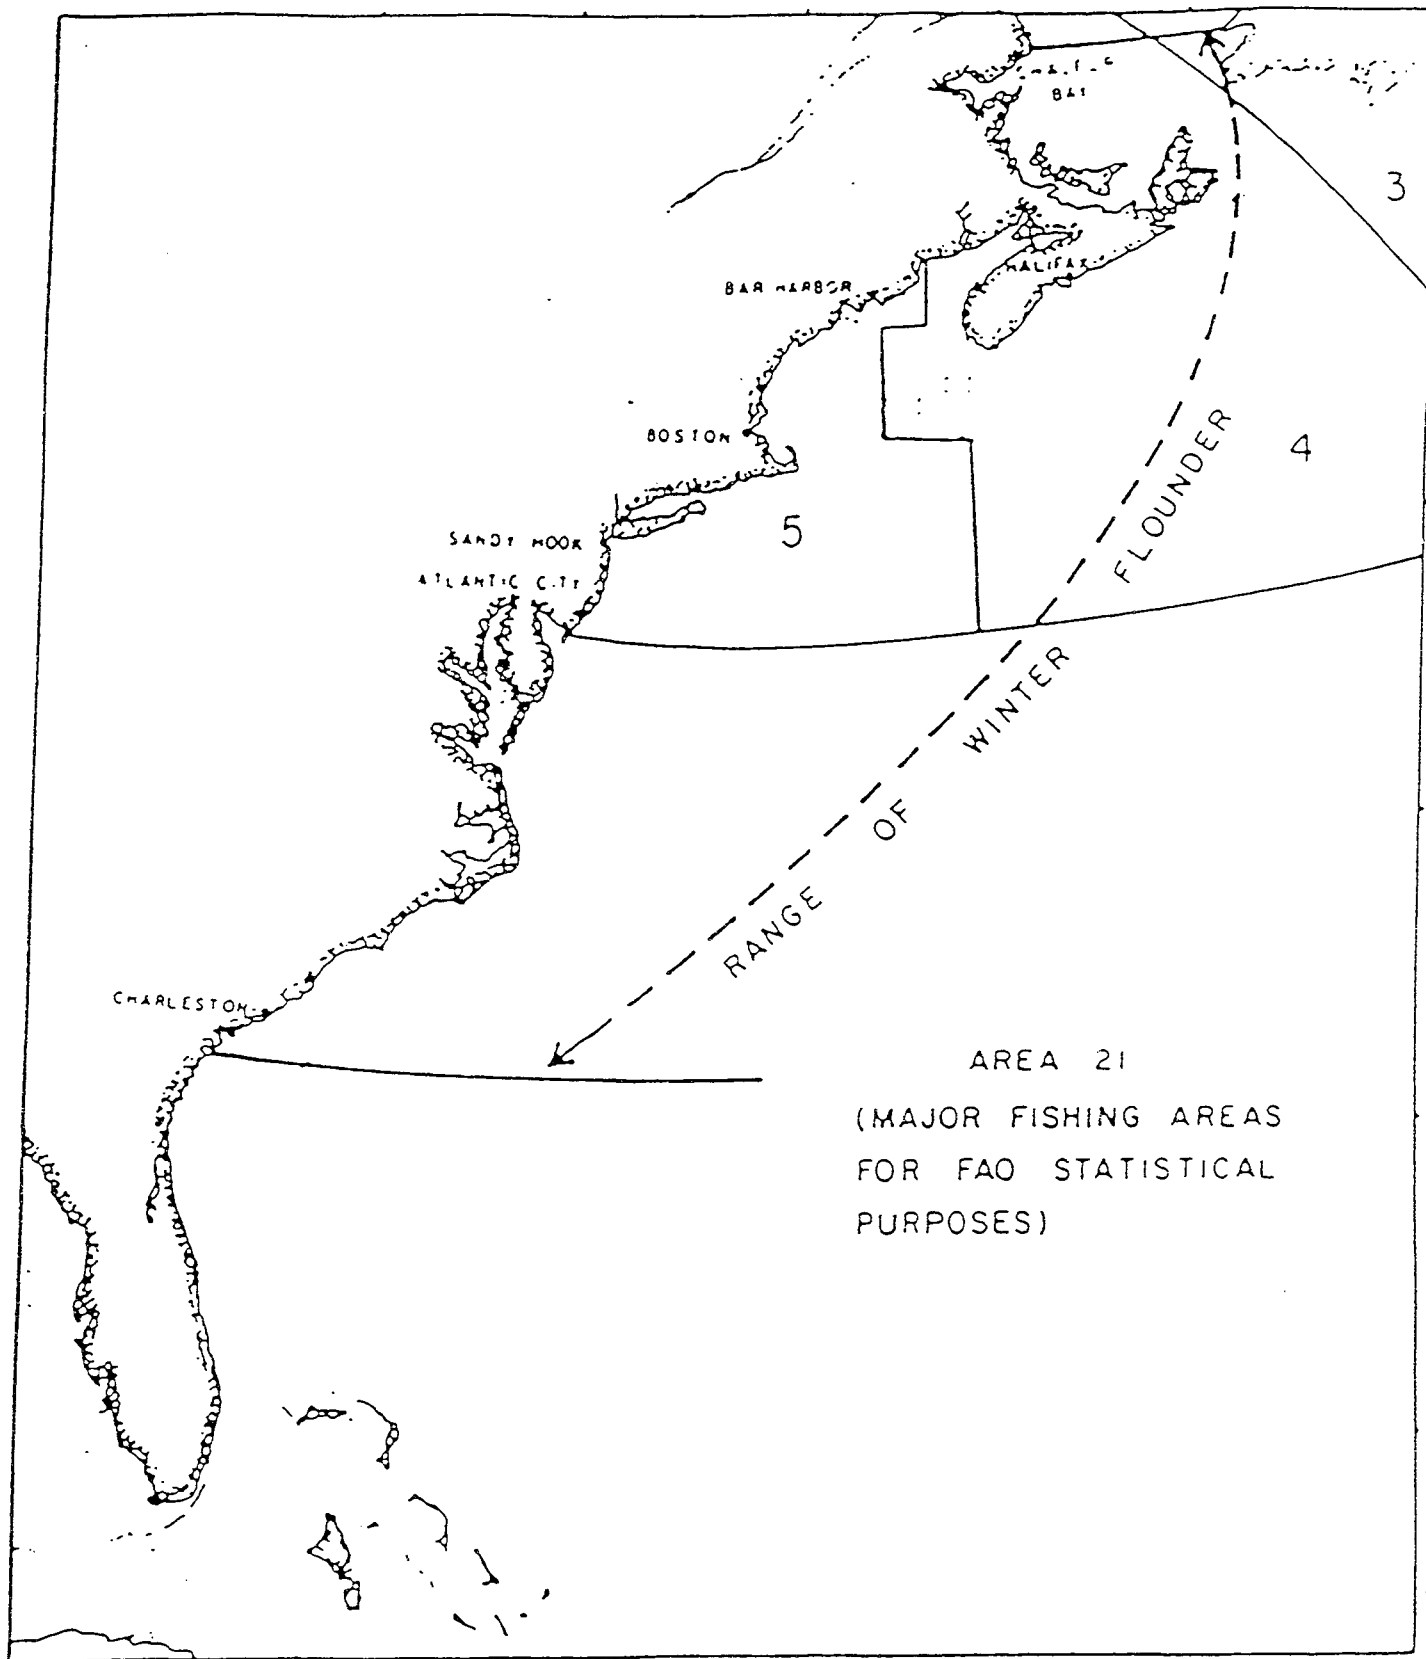 BAY
3
HALIFAX
BAR HARBOR
4
BOSTON
5
SANDY HOOK
ATLANTIC CITY
RANGE OF WINTER FLOUNDER
CHARLESTON
AREA 21
(MAJOR FISHING AREAS
FOR FAO STATISTICAL
PURPOSES)